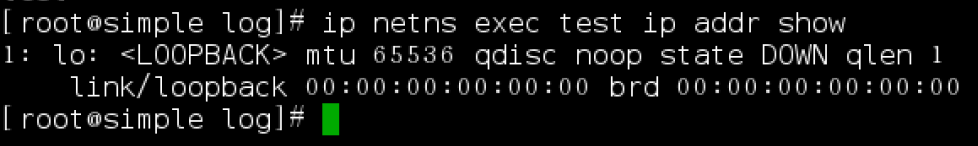 [root@simple log]# ip netns exec test ip addr show
1: lo: <LOOPBACK> mtu 65536 qdisc noop state DOWN qlen 1
    link/loopback 00:00:00:00:00:00 brd 00:00:00:00:00:00
[root@simple log]#